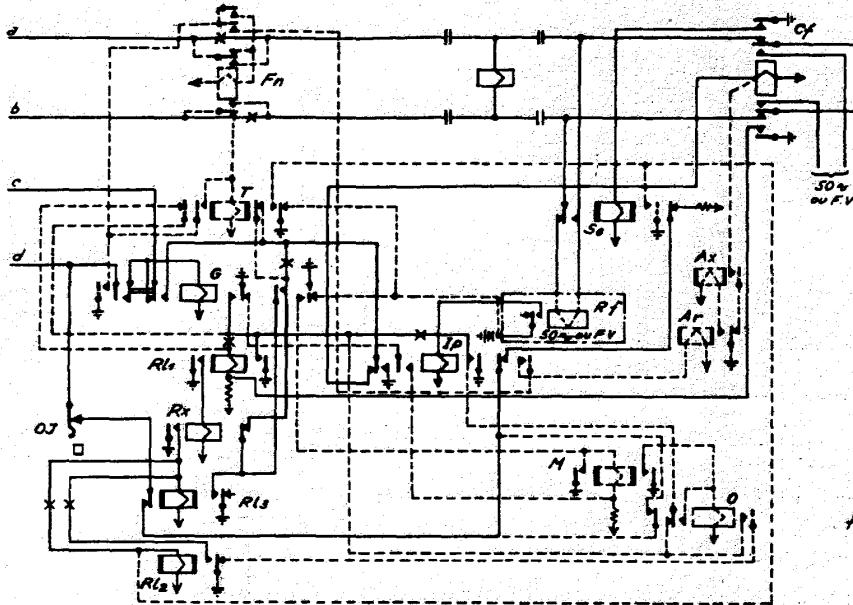 a
Cf
Fn
b
50~
ou F.V
c
T
Se
d
Ax
G
Rf
Ar
50~ ou F.V
Ip
Rl1
Rx
OJ
M
O
Rl3
Rl2